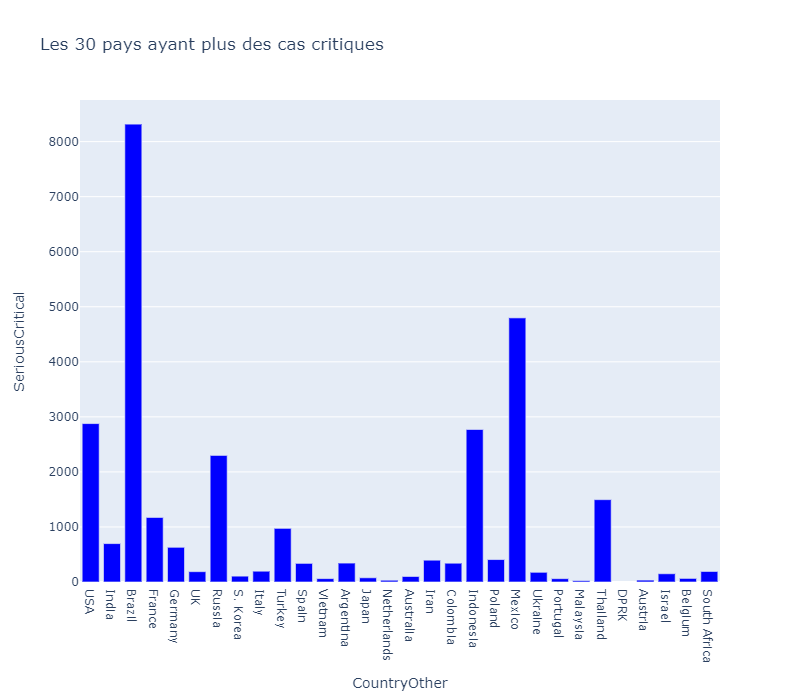 Les 30 pays ayant plus des cas critiques
SeriousCritical
8000
7000
6000
5000
4000
3000
2000
1000
0
USA
India
Brazil
France
Germany
UK
Russia
S. Korea
Italy
Turkey
Spain
Vietnam
Argentina
Japan
Netherlands
Australia
Iran
Colombia
Indonesia
Poland
Mexico
Ukraine
Portugal
Malaysia
Thailand
DPRK
Austria
Israel
Belgium
South Africa
CountryOther